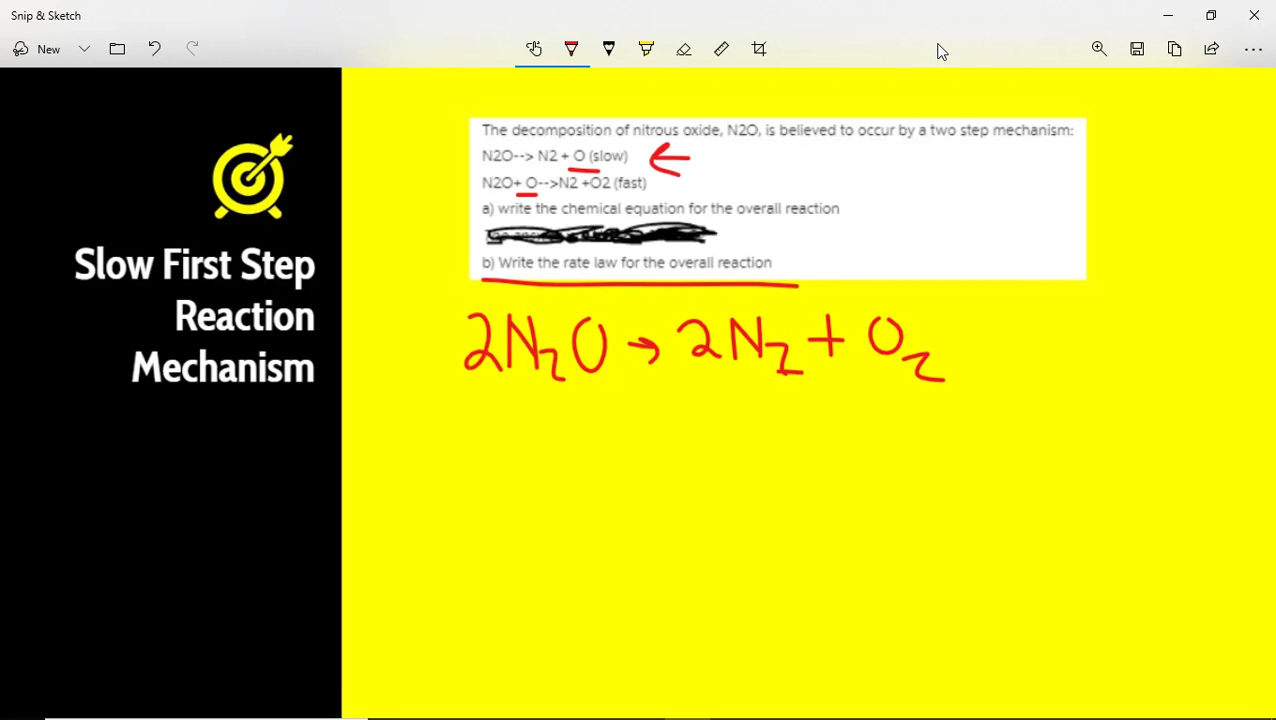 Snip & Sketch
New
The decomposition of nitrous oxide, N2O, is believed to occur by a two step mechanism:
N2O--> N2 + O (slow)
N2O+ O-->N2 +O2 (fast)
a) write the chemical equation for the overall reaction
b) Write the rate law for the overall reaction
Slow First Step
Reaction
Mechanism
2N₂O → 2N₂ + O₂